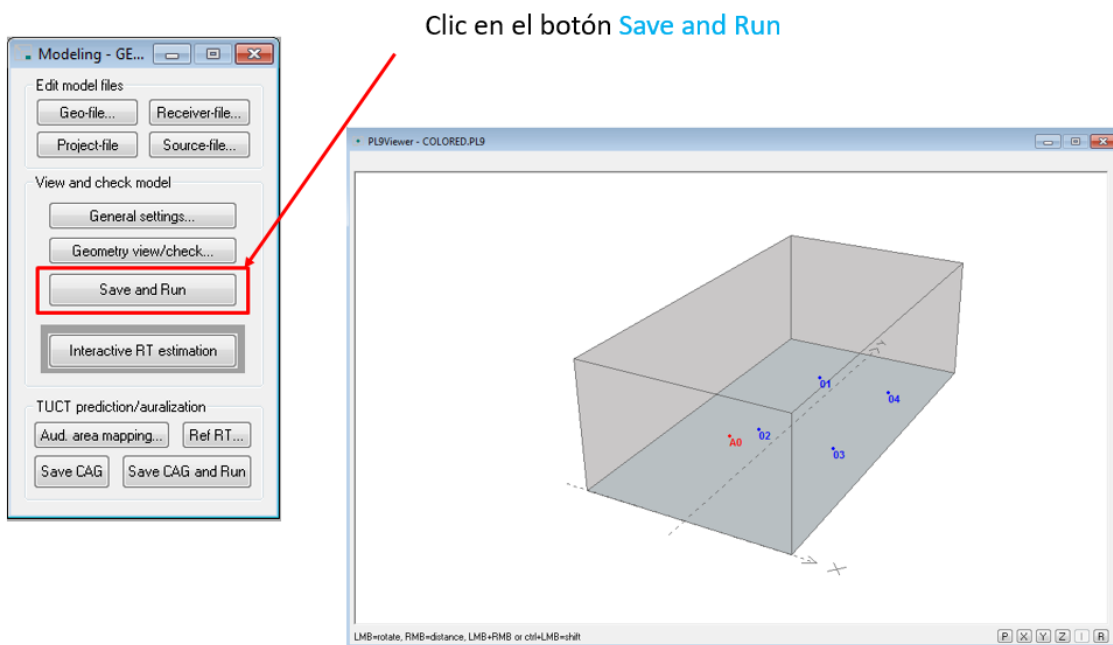 Clic en el botón Save and Run
Modeling - GE...
Edit model files
Geo-file... Receiver-file...
Project-file Source-file...
View and check model
General settings...
Geometry view/check...
Save and Run
Interactive RT estimation
TUCT prediction/auralization
Aud. area mapping... Ref RT...
Save CAG Save CAG and Run
PL9Viewer - COLORED.PL9
Y
01
04
A0 02
03
X
LMB=rotate, RMB=distance, LMB+RMB or ctrl+LMB=shift P X Y Z I R